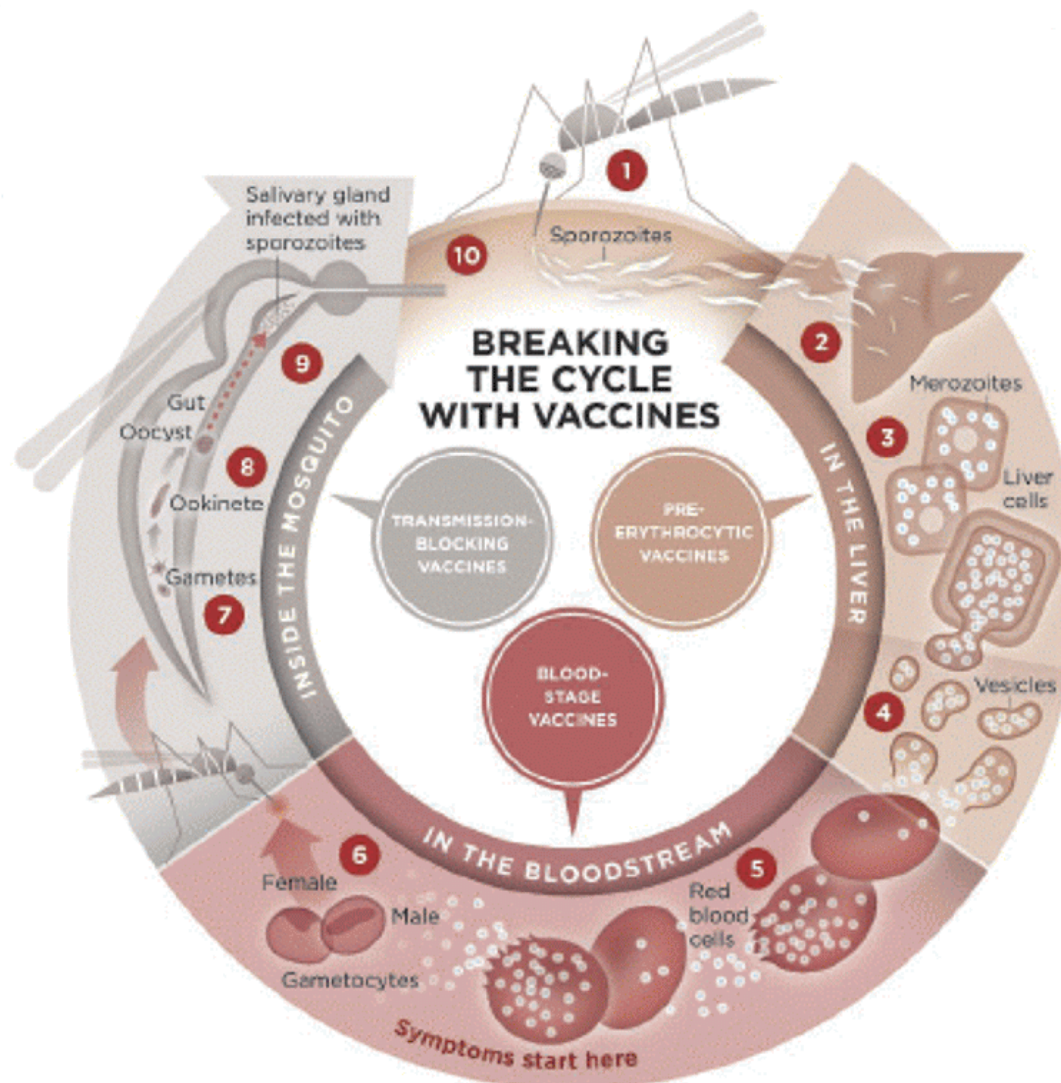 1
Salivary gland
infected with
sporozoites
10
Sporozoites
BREAKING
THE CYCLE
WITH VACCINES
2
Merozoites
3
Liver
cells
9
Gut
Oocyst
8
Ookinete
Gametes
7
INSIDE THE MOSQUITO
TRANSMISSION-
BLOCKING
VACCINES
PRE-
ERYTHROCYTIC
VACCINES
IN THE LIVER
BLOOD-
STAGE
VACCINES
Vesicles
4
IN THE BLOODSTREAM
5
Red
blood
cells
6
Female
Male
Gametocytes
Symptoms start here